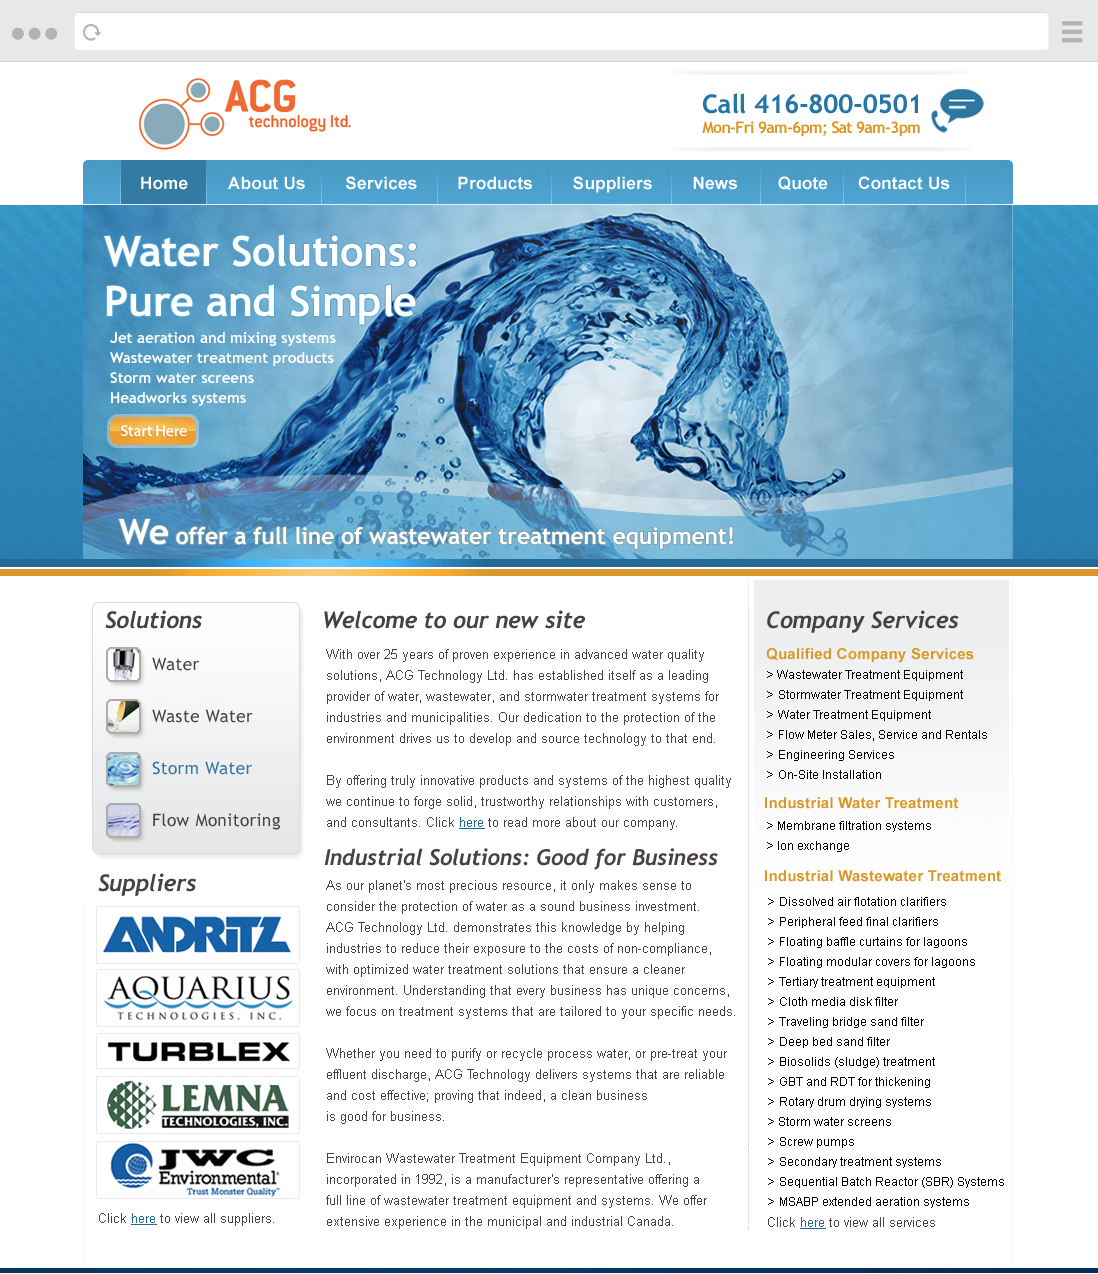 ACG
technology ltd.
Call 416-800-0501
Mon-Fri 9am-6pm; Sat 9am-3pm
Home
About Us
Services
Products
Suppliers
News
Quote
Contact Us
Water Solutions:
Pure and Simple
Jet aeration and mixing systems
Wastewater treatment products
Storm water screens
Headworks systems
Start Here
We offer a full line of wastewater treatment equipment!
Solutions
Water
Waste Water
Storm Water
Flow Monitoring
Suppliers
ANDRITZ
AQUARIUS
TECHNOLOGIES, INC.
TURBLEX
LEMNA
TECHNOLOGIES, INC.
JWC
Environmental
Trust Monster Quality™
Click here to view all suppliers.
Welcome to our new site
With over 25 years of proven experience in advanced water quality
solutions, ACG Technology Ltd. has established itself as a leading
provider of water, wastewater, and stormwater treatment systems for
industries and municipalities. Our dedication to the protection of the
environment drives us to develop and source technology to that end.
By offering truly innovative products and systems of the highest quality
we continue to forge solid, trustworthy relationships with customers,
and consultants. Click here to read more about our company.
Industrial Solutions: Good for Business
As our planet's most precious resource, it only makes sense to
consider the protection of water as a sound business investment.
ACG Technology Ltd. demonstrates this knowledge by helping
industries to reduce their exposure to the costs of non-compliance,
with optimized water treatment solutions that ensure a cleaner
environment. Understanding that every business has unique concerns,
we focus on treatment systems that are tailored to your specific needs.
Whether you need to purify or recycle process water, or pre-treat your
effluent discharge, ACG Technology delivers systems that are reliable
and cost effective; proving that indeed, a clean business
is good for business.
Envirocan Wastewater Treatment Equipment Company Ltd.,
incorporated in 1992, is a manufacturer's representative offering a
full line of wastewater treatment equipment and systems. We offer
extensive experience in the municipal and industrial Canada.
Company Services
Qualified Company Services
> Wastewater Treatment Equipment
> Stormwater Treatment Equipment
> Water Treatment Equipment
> Flow Meter Sales, Service and Rentals
> Engineering Services
> On-Site Installation
Industrial Water Treatment
> Membrane filtration systems
> Ion exchange
Industrial Wastewater Treatment
> Dissolved air flotation clarifiers
> Peripheral feed final clarifiers
> Floating baffle curtains for lagoons
> Floating modular covers for lagoons
> Tertiary treatment equipment
> Cloth media disk filter
> Traveling bridge sand filter
> Deep bed sand filter
> Biosolids (sludge) treatment
> GBT and RDT for thickening
> Rotary drum drying systems
> Storm water screens
> Screw pumps
> Secondary treatment systems
> Sequential Batch Reactor (SBR) Systems
> MSABP extended aeration systems
Click here to view all services